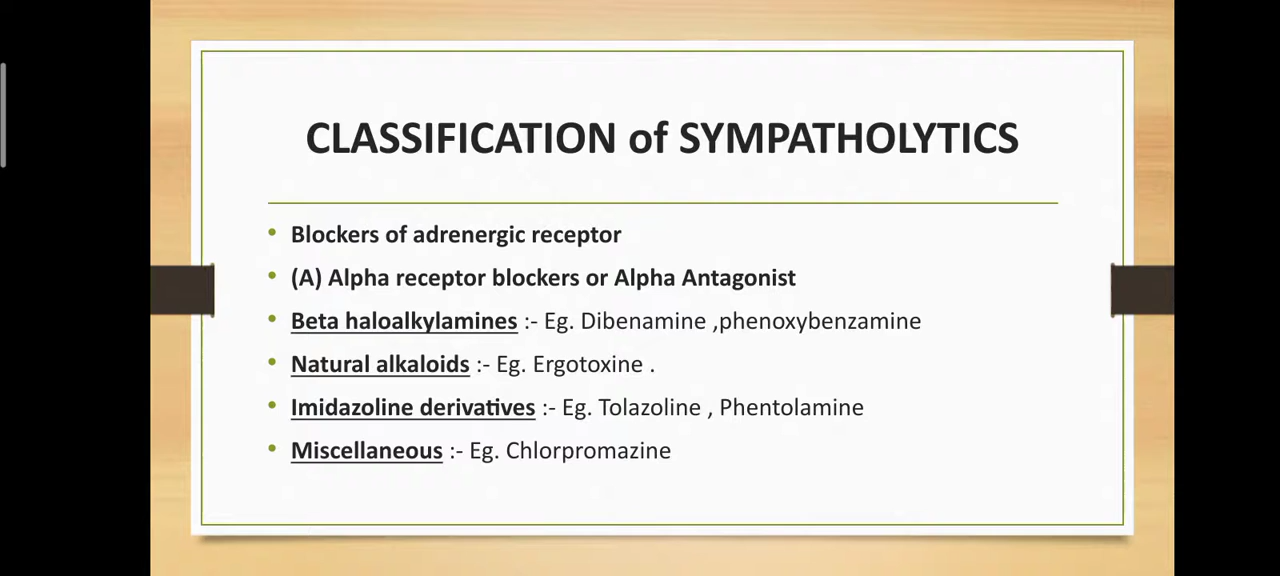 CLASSIFICATION of SYMPATHOLYTICS
• Blockers of adrenergic receptor
• (A) Alpha receptor blockers or Alpha Antagonist
• Beta haloalkylamines :- Eg. Dibenamine ,phenoxybenzamine
• Natural alkaloids :- Eg. Ergotoxine .
• Imidazoline derivatives :- Eg. Tolazoline , Phentolamine
• Miscellaneous :- Eg. Chlorpromazine